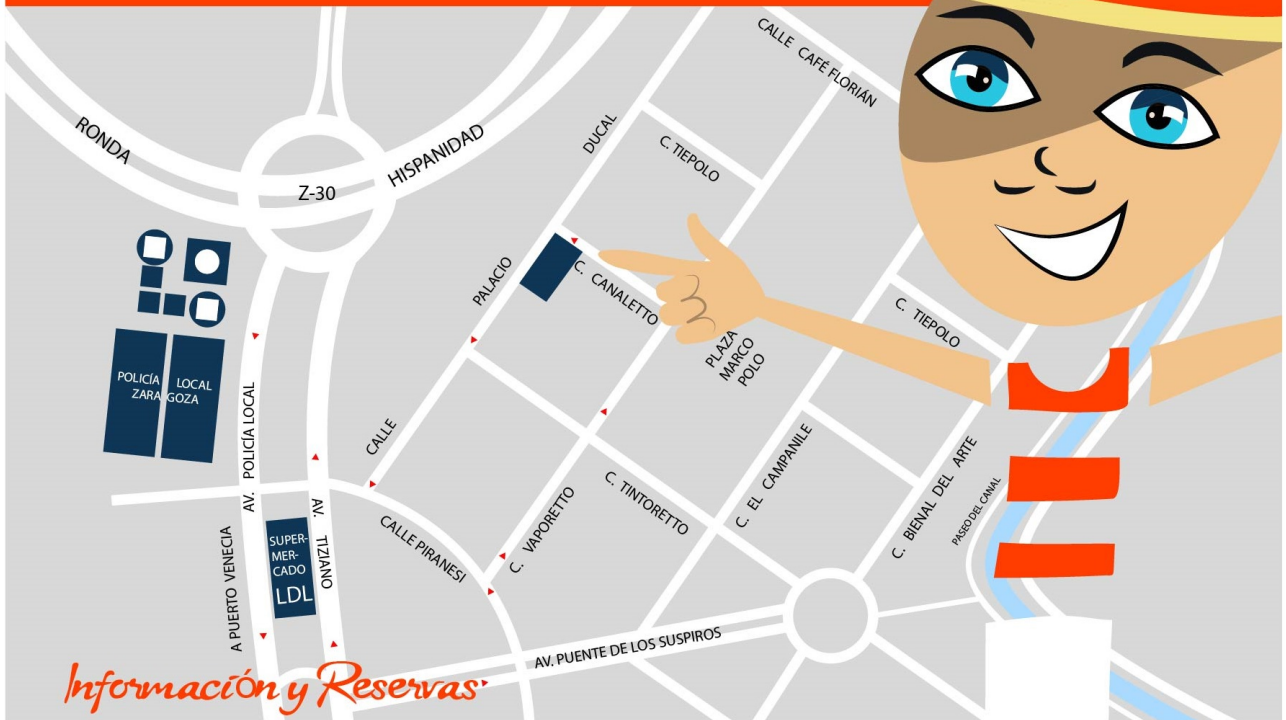 CALLE CAFÉ FLORIÁN
RONDA
HISPANIDAD
Z-30
DUCAL
C. TIEPOLO
PALACIO
C. CANALETTO
PLAZA
MARCO
POLO
C. TIEPOLO
POLICÍA LOCAL
ZARAGOZA
AV. POLICÍA LOCAL
CALLE
C. TINTORETTO
C. EL CAMPANILE
C. BIENAL DEL ARTE
PASEO DEL CANAL
CALLE PIRANESI
C. VAPORETTO
AV. TIZIANO
A PUERTO VENECIA
SUPER-
MER-
CADO
LDL
AV. PUENTE DE LOS SUSPIROS
Información y Reservas